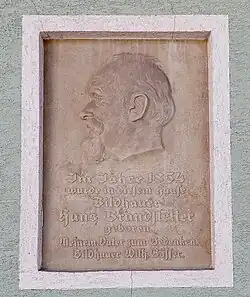 Im Jahre 1854
wurde in diesem Hause
Bildhauer
Hans Brandstetter
geboren.
Meinem Vater zum Gedenken.
Bildhauer Wilh. Gösser.